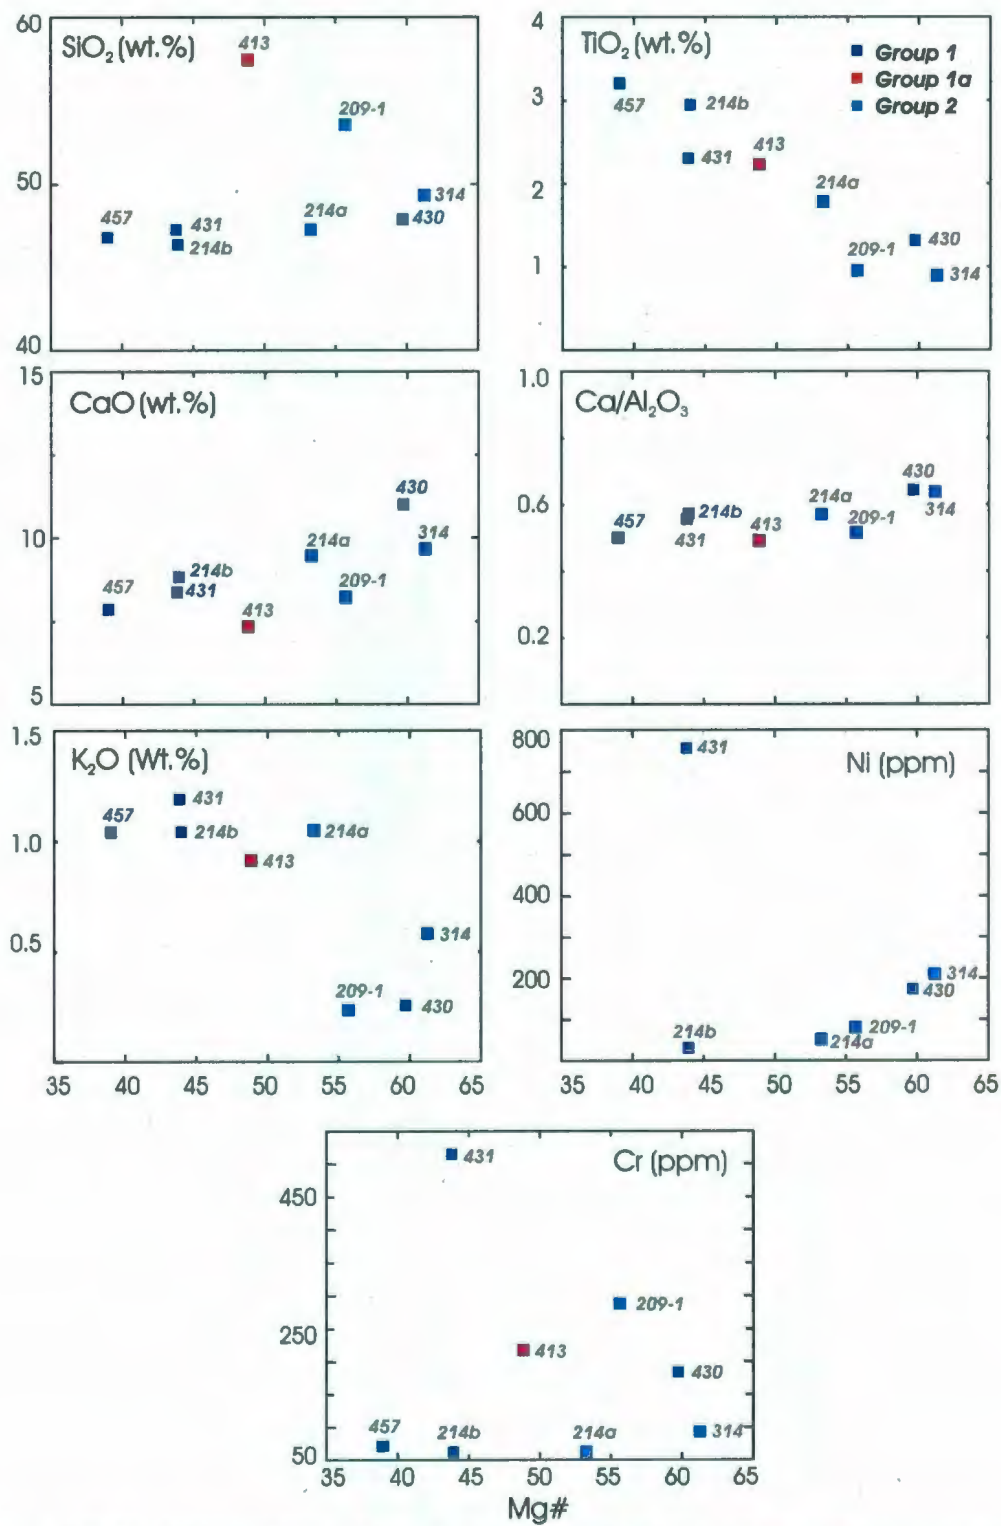 60
SiO₂ (wt.%)
413
209-1
50
457
431
214b
214a
314
430
40
4
TiO₂ (wt.%)
Group 1
Group 1a
Group 2
3
457
214b
431
413
2
214a
209-1
430
1
314
15
CaO (wt.%)
430
10
214a
314
457
214b
431
413
209-1
5
1.0
Ca/Al₂O₃
430
0.6
457
214b
431
413
214a
209-1
314
0.2
1.5
K₂O (Wt.%)
457
431
1.0
214b
413
214a
0.5
314
209-1
430
35 40 45 50 55 60 65
800
431
Ni (ppm)
600
400
200
314
430
214b
209-1
214a
35 40 45 50 55 60 65
431
Cr (ppm)
450
209-1
250
413
430
457
214b
214a
314
50
35 40 45 50 55 60 65
Mg#